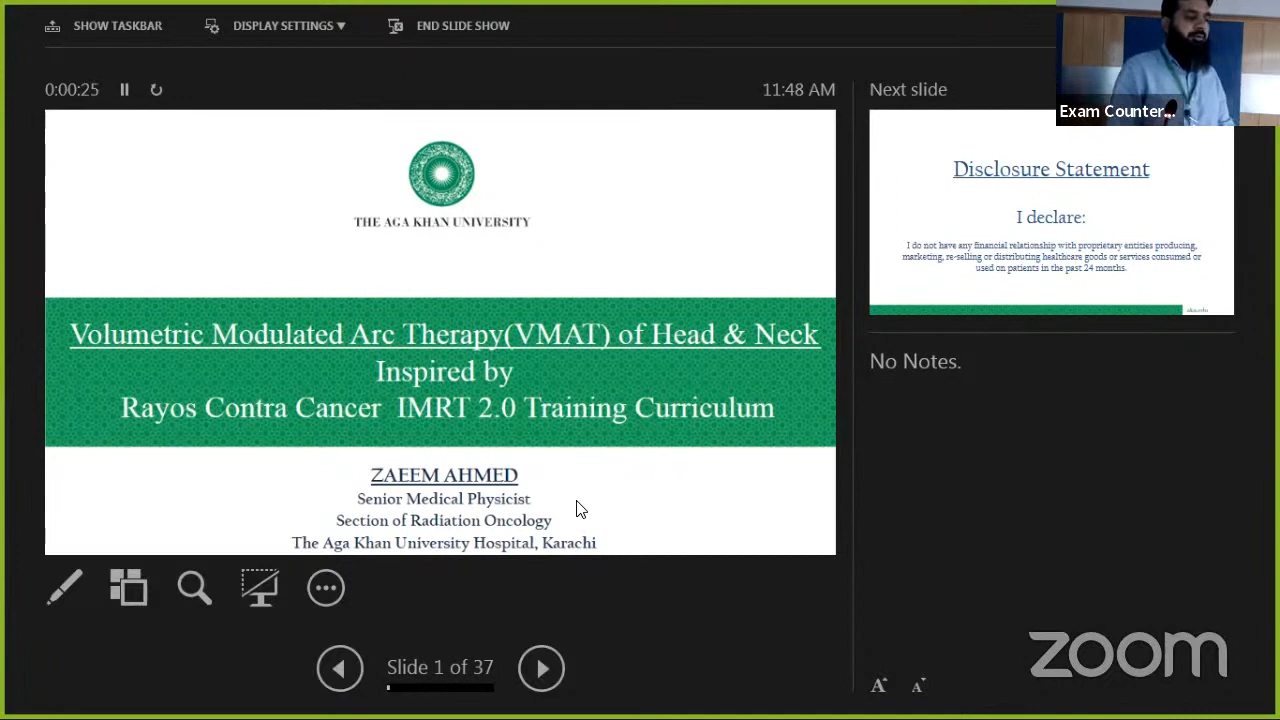 SHOW TASKBAR
DISPLAY SETTINGS ▼
END SLIDE SHOW
0:00:25
11:48 AM
THE AGA KHAN UNIVERSITY
Volumetric Modulated Arc Therapy(VMAT) of Head & Neck
Inspired by
Rayos Contra Cancer IMRT 2.0 Training Curriculum
ZAEEM AHMED
Senior Medical Physicist
Section of Radiation Oncology
The Aga Khan University Hospital, Karachi
Slide 1 of 37
Exam Counter...
Next slide
Disclosure Statement
I declare:
I do not have any financial relationship with proprietary entities producing,
marketing, re-selling or distributing healthcare goods or services consumed or
used on patients in the past 24 months.
aku.edu
No Notes.
A A
zoom